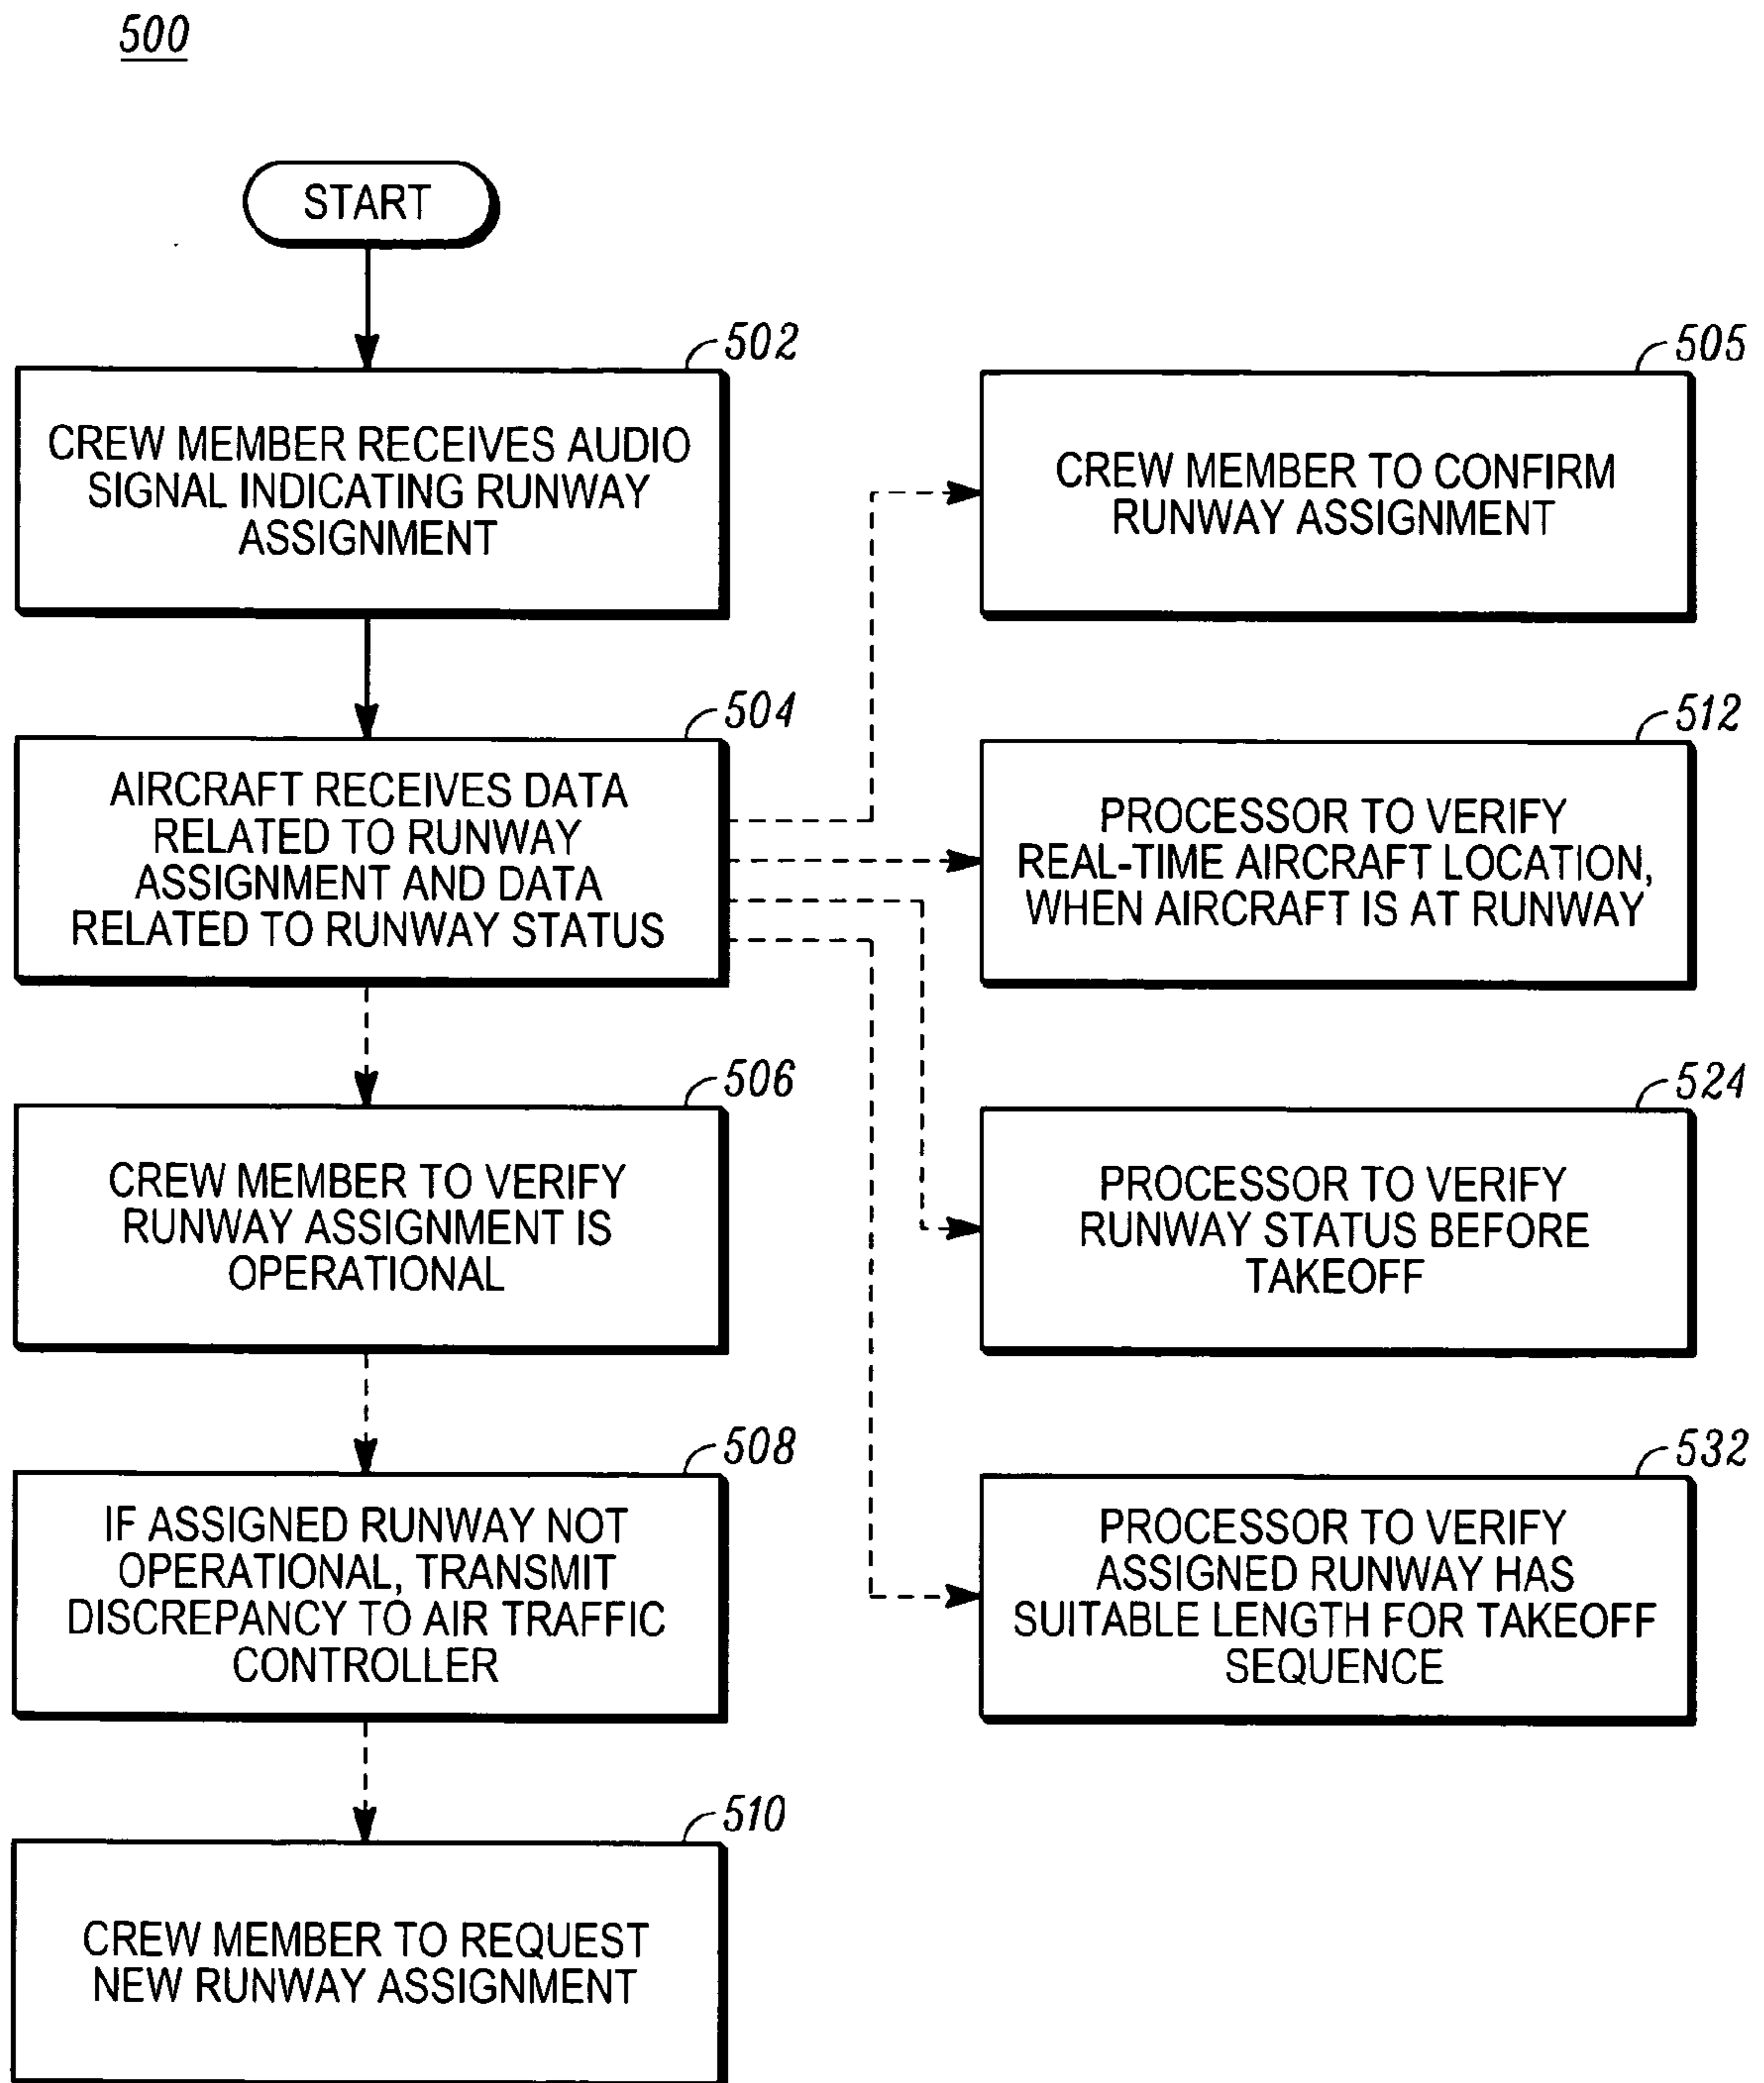 500
START
502
CREW MEMBER RECEIVES AUDIO
SIGNAL INDICATING RUNWAY
ASSIGNMENT
504
AIRCRAFT RECEIVES DATA
RELATED TO RUNWAY
ASSIGNMENT AND DATA
RELATED TO RUNWAY STATUS
506
CREW MEMBER TO VERIFY
RUNWAY ASSIGNMENT IS
OPERATIONAL
508
IF ASSIGNED RUNWAY NOT
OPERATIONAL, TRANSMIT
DISCREPANCY TO AIR TRAFFIC
CONTROLLER
510
CREW MEMBER TO REQUEST
NEW RUNWAY ASSIGNMENT
505
CREW MEMBER TO CONFIRM
RUNWAY ASSIGNMENT
512
PROCESSOR TO VERIFY
REAL-TIME AIRCRAFT LOCATION,
WHEN AIRCRAFT IS AT RUNWAY
524
PROCESSOR TO VERIFY
RUNWAY STATUS BEFORE
TAKEOFF
532
PROCESSOR TO VERIFY
ASSIGNED RUNWAY HAS
SUITABLE LENGTH FOR TAKEOFF
SEQUENCE